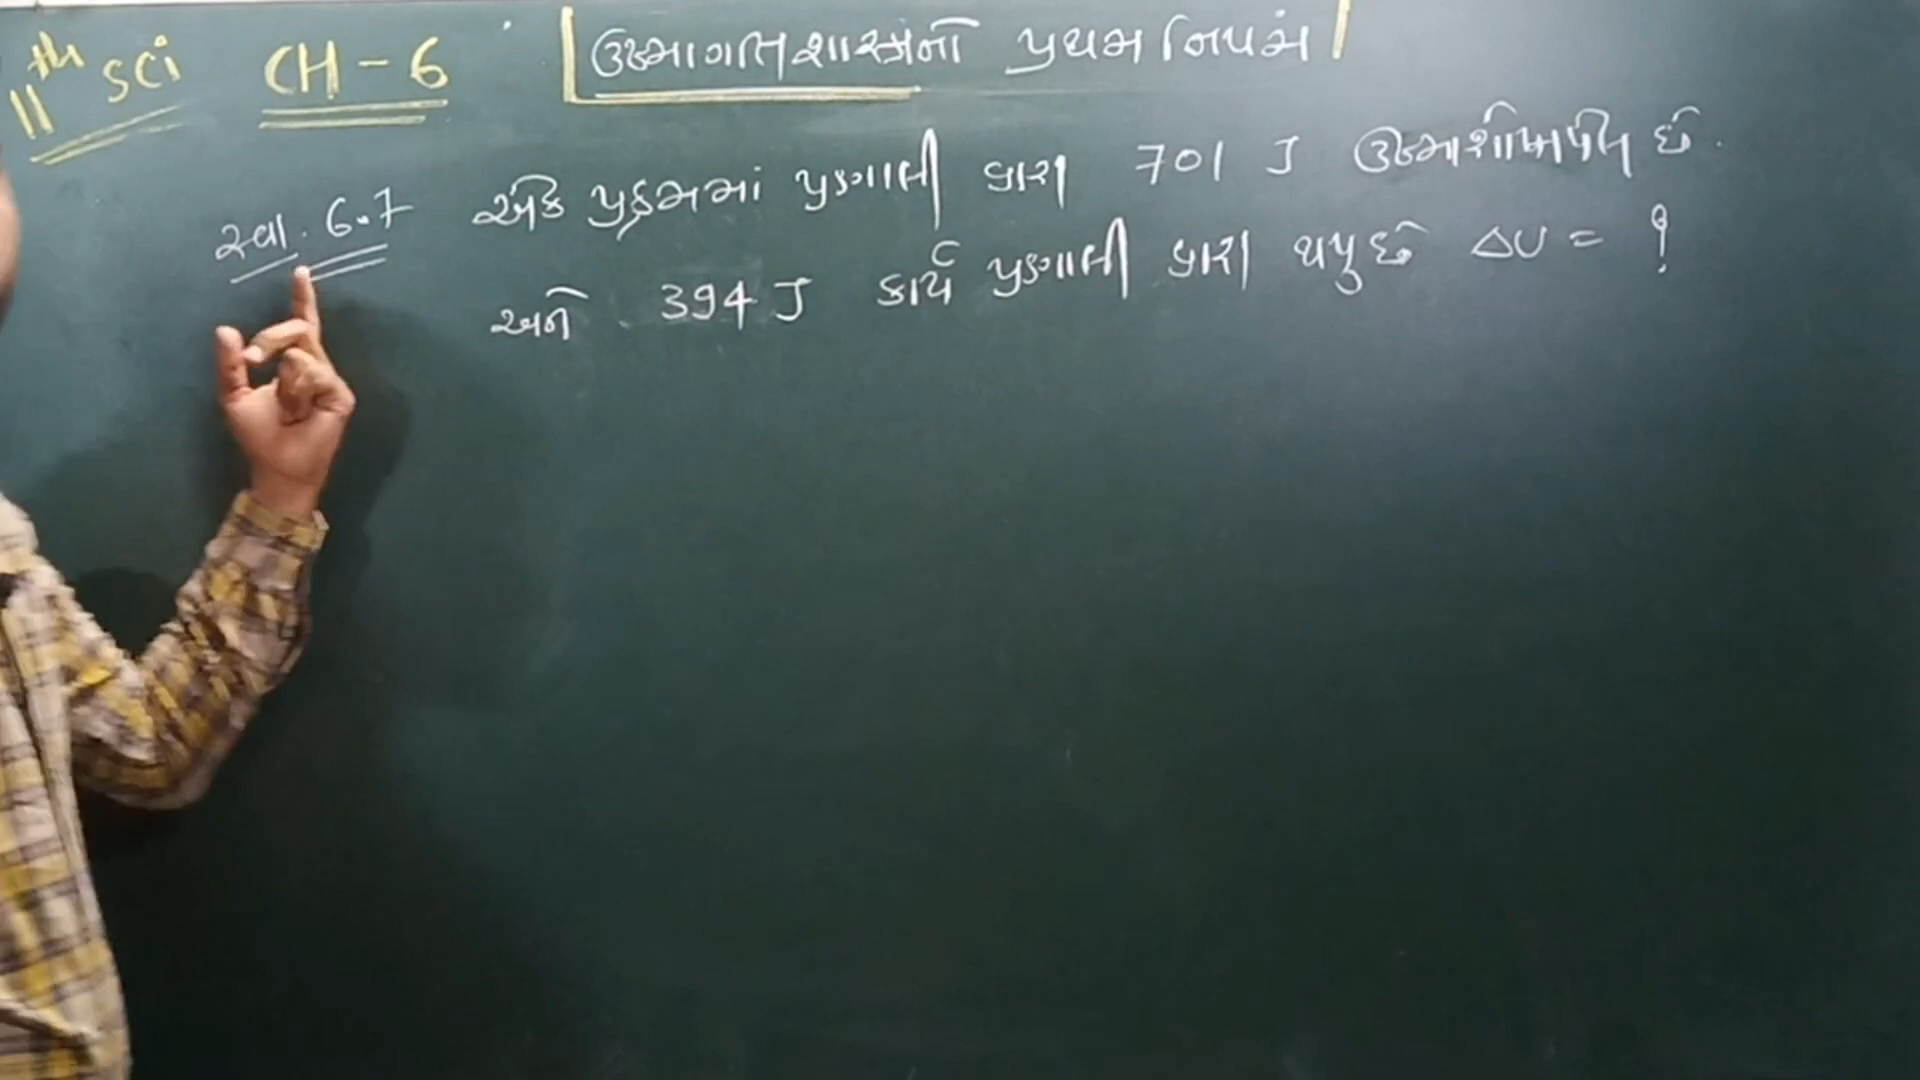 11th sci CH-6 ઉષ્માગતિશાસ્ત્રનો પ્રથમ નિયમ
સ્વા. 6.7 એક પ્રક્રમમાં પ્રણાલી દ્વારા 701 J ઉષ્મા શોષાયેલ છે.
અને 394 J કાર્ય પ્રણાલી દ્વારા થયુ છે ΔU = ?